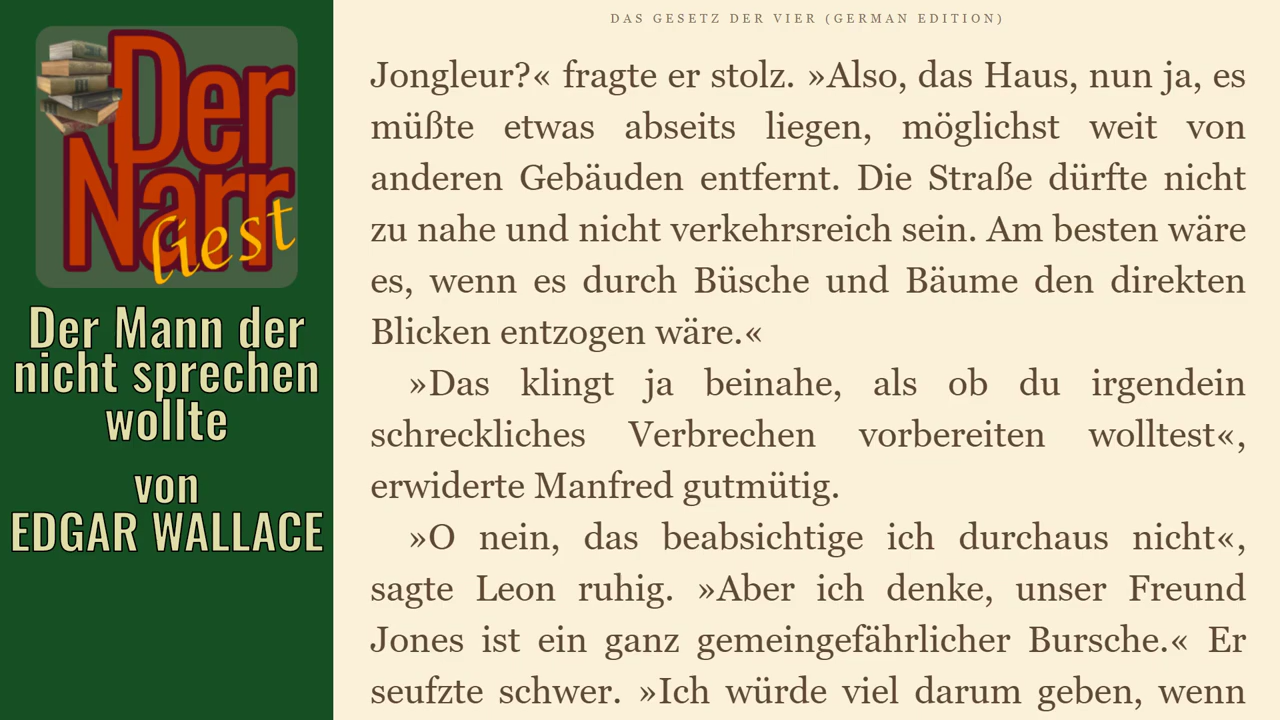 Der
Narr
liest
Der Mann der
nicht sprechen
wollte
von
EDGAR WALLACE
DAS GESETZ DER VIER (GERMAN EDITION)
Jongleur?« fragte er stolz. »Also, das Haus, nun ja, es
müßte etwas abseits liegen, möglichst weit von
anderen Gebäuden entfernt. Die Straße dürfte nicht
zu nahe und nicht verkehrsreich sein. Am besten wäre
es, wenn es durch Büsche und Bäume den direkten
Blicken entzogen wäre.«
»Das klingt ja beinahe, als ob du irgendein
schreckliches Verbrechen vorbereiten wolltest«,
erwiderte Manfred gutmütig.
»O nein, das beabsichtige ich durchaus nicht«,
sagte Leon ruhig. »Aber ich denke, unser Freund
Jones ist ein ganz gemeingefährlicher Bursche.« Er
seufzte schwer. »Ich würde viel darum geben, wenn